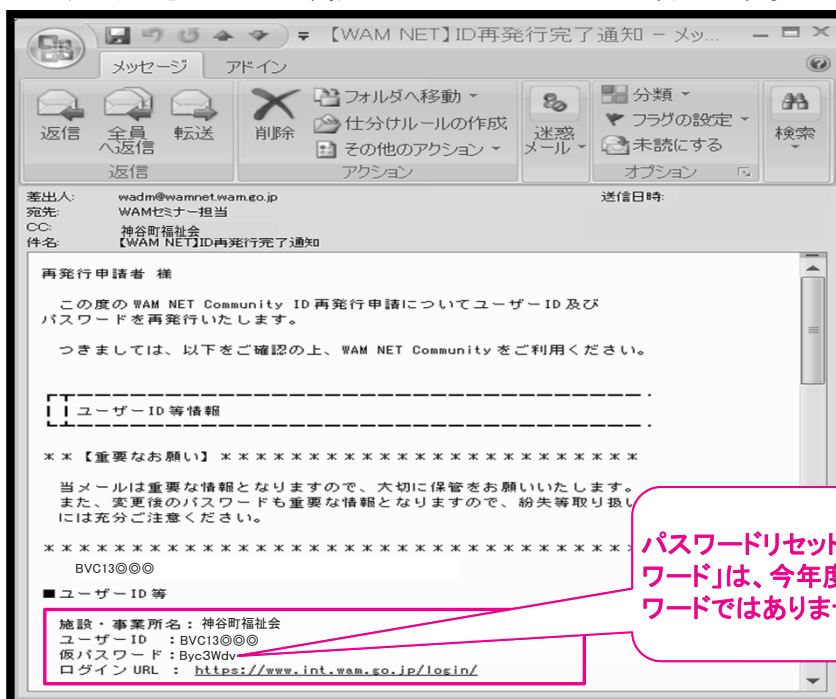 【WAM NET】ID再発行完了通知 - メッ...
メッセージ アドイン
返信 全員へ返信 転送
返信
削除
フォルダへ移動
仕分けルールの作成
その他のアクション
アクション
迷惑メール
分類
フラグの設定
未読にする
オプション
検索
差出人: wadm@wamnet.wam.go.jp 送信日時:
宛先: WAMセミナー担当
CC: 神谷町福祉会
件名: 【WAM NET】ID再発行完了通知
再発行申請者 様
この度の WAM NET Community ID 再発行申請についてユーザーID 及び
パスワードを再発行いたします。
つきましては、以下をご確認の上、WAM NET Community をご利用ください。
ユーザーID 等情報
**【重要なお願い】************************
当メールは重要な情報となりますので、大切に保管をお願いいたします。
また、変更後のパスワードも重要な情報となりますので、紛失等取り扱い
には充分ご注意ください。
*********************************
BVC13◎◎◎
■ユーザーID 等
施設・事業所名:神谷町福祉会
ユーザーID :BVC13◎◎◎
仮パスワード:Byc3Wdv
ログイン URL : https://www.int.wam.go.jp/login/
パスワードリセット
ワード」は、今年度
ワードではありませ